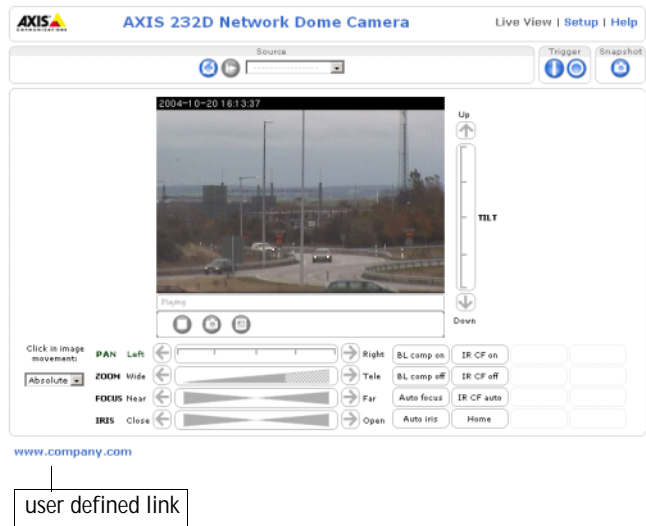 AXIS
COMMUNICATIONS
AXIS 232D Network Dome Camera
Live View | Setup | Help
Source
Trigger
Snapshot
2004-10-20 16:13:37
Up
TILT
Down
Playing
Click in image
movement:
Absolute
PAN Left Right
BL comp on
IR CF on
ZOOM Wide Tele
BL comp off
IR CF off
FOCUS Near Far
Auto focus
IR CF auto
IRIS Close Open
Auto iris
Home
www.company.com
user defined link